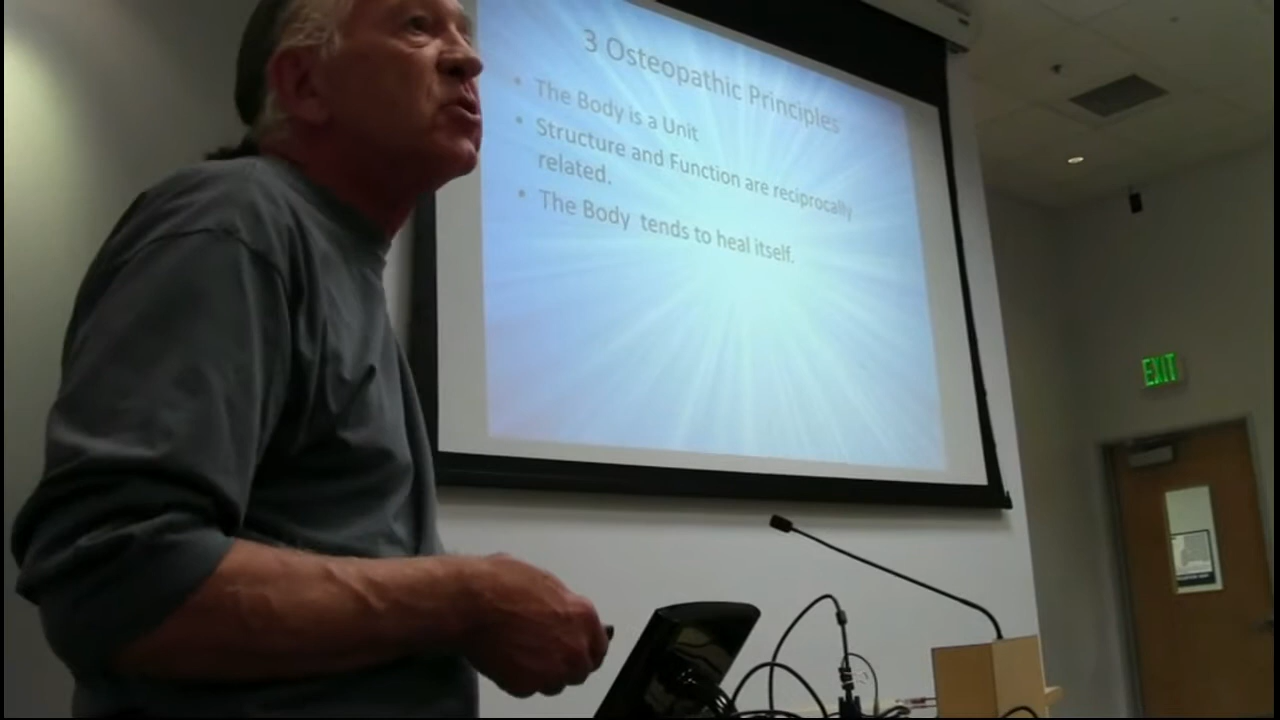 3 Osteopathic Principles
• The Body is a Unit
• Structure and Function are reciprocally
related.
• The Body  tends to heal itself.
EXIT